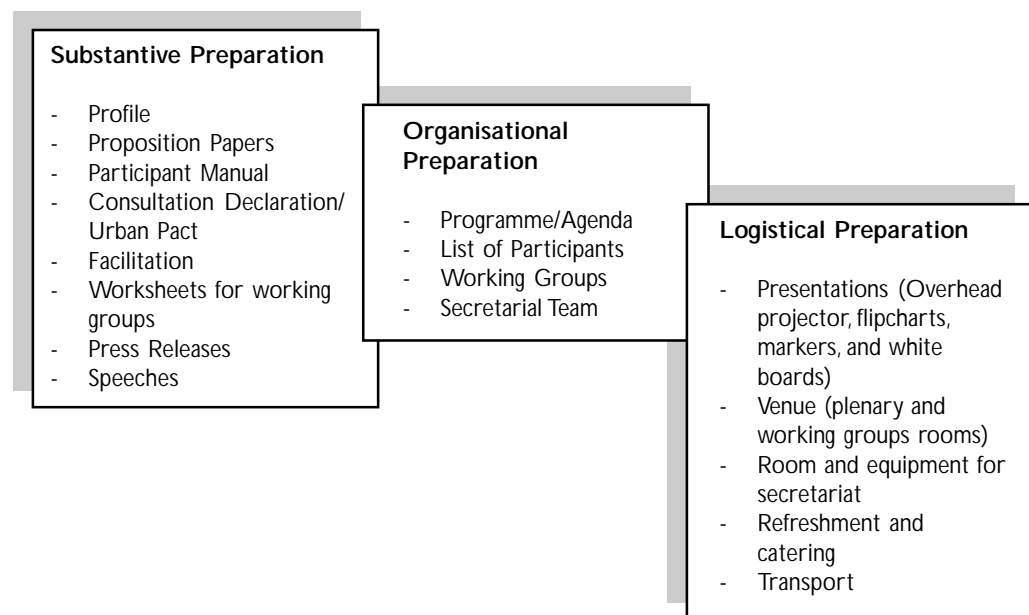 Substantive Preparation
- Profile
- Proposition Papers
- Participant Manual
- Consultation Declaration/
Urban Pact
- Facilitation
- Worksheets for working
groups
- Press Releases
- Speeches
Organisational
Preparation
- Programme/Agenda
- List of Participants
- Working Groups
- Secretarial Team
Logistical Preparation
- Presentations (Overhead
projector, flipcharts,
markers, and white
boards)
- Venue (plenary and
working groups rooms)
- Room and equipment for
secretariat
- Refreshment and
catering
- Transport